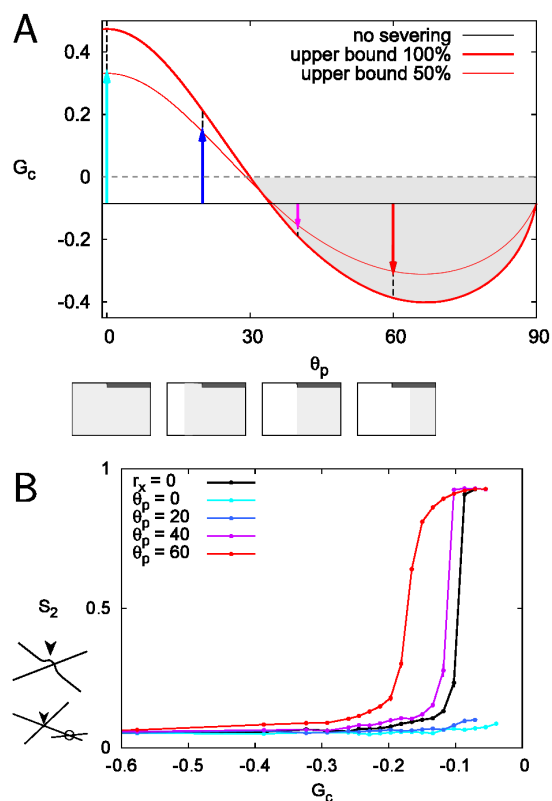 A
no severing
upper bound 100%
upper bound 50%
0.4
0.2
G_c
0
-0.2
-0.4
0 30 60 90
θ_p
B
1
r_x = 0
θ_p = 0
θ_p = 20
θ_p = 40
θ_p = 60
S_2
0.5
0
-0.6 -0.5 -0.4 -0.3 -0.2 -0.1 0
G_c